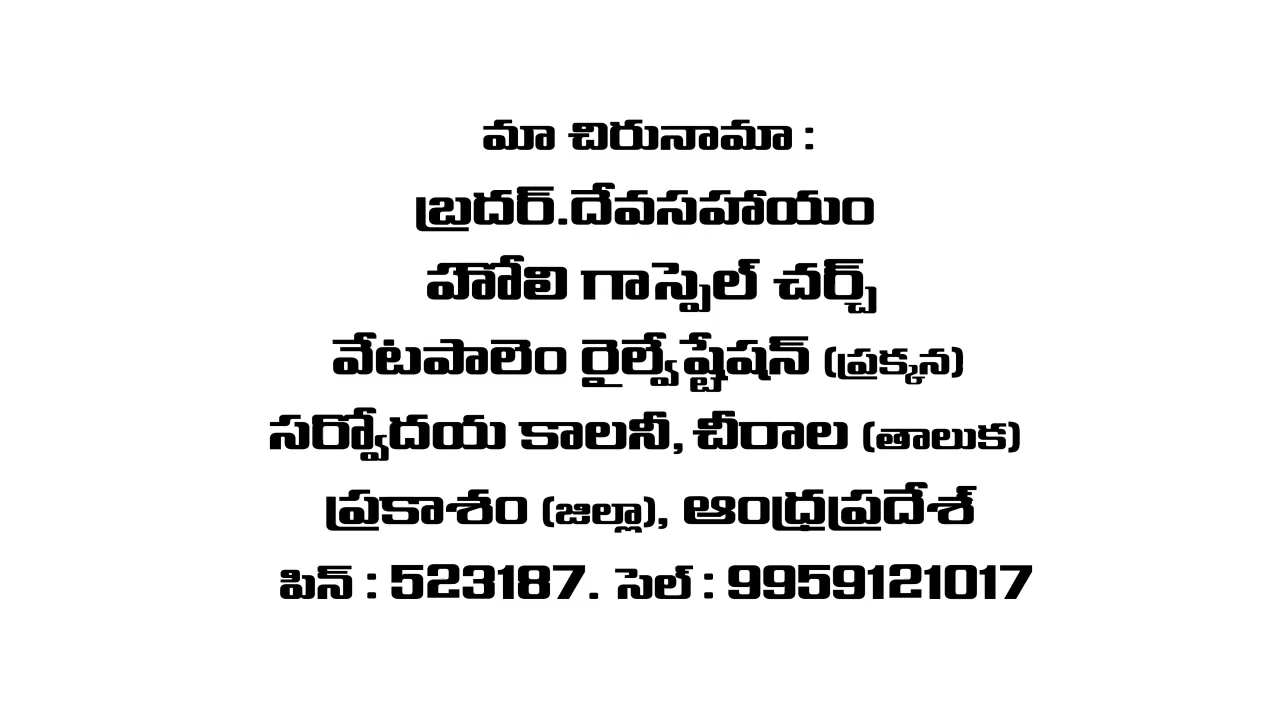 మా చిరునామా :
బ్రదర్.దేవసహాయం
హోలి గాస్పెల్ చర్చ్
వేటపాలెం రైల్వేష్టేషన్ (ప్రక్కన)
సర్వోదయ కాలనీ, చీరాల (తాలుక)
ప్రకాశం (జిల్లా), ఆంధ్రప్రదేశ్
పిన్ : 523187. సెల్ : 9959121017